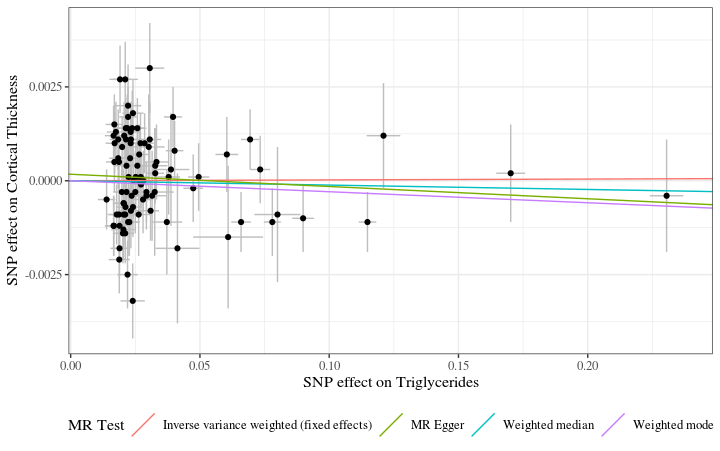 SNP effect on Cortical Thickness
0.0025
0.0000
-0.0025
0.00 0.05 0.10 0.15 0.20
SNP effect on Triglycerides
MR Test Inverse variance weighted (fixed effects) MR Egger Weighted median Weighted mode